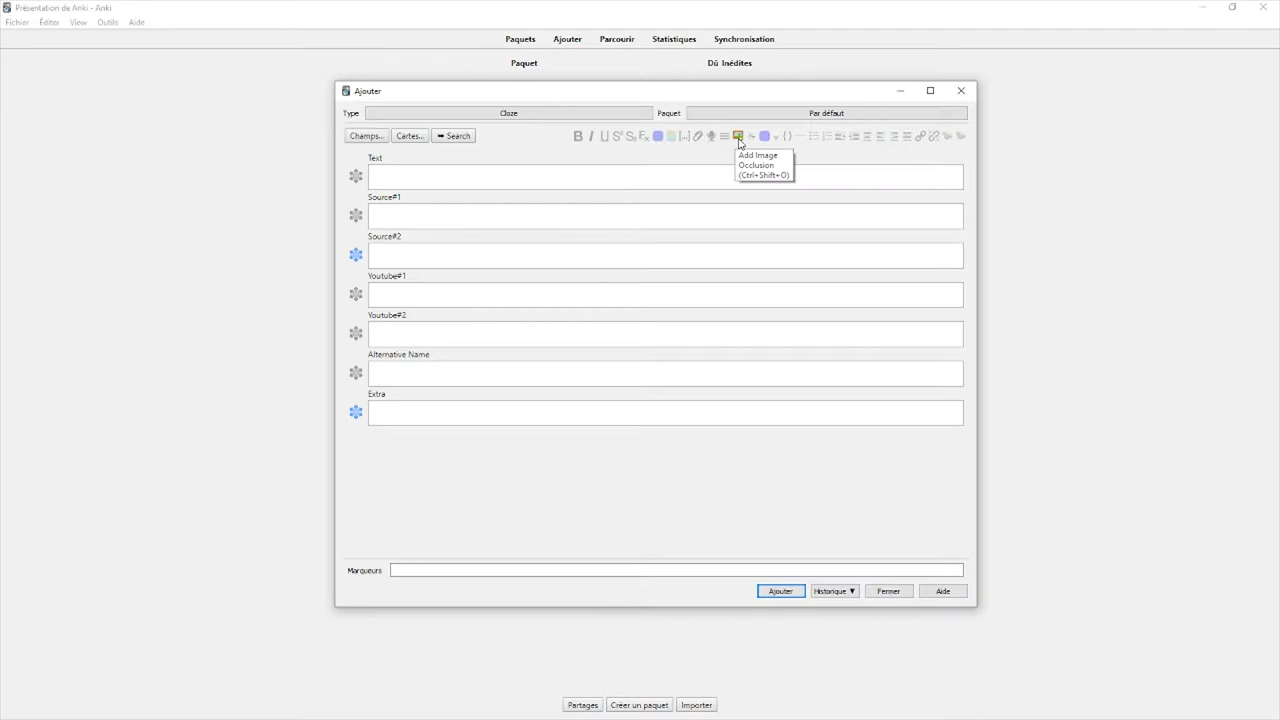 Présentation de Anki - Anki
Fichier Éditer View Outils Aide
Paquets Ajouter Parcourir Statistiques Synchronisation
Paquet Dû Inédites
Ajouter
Type Cloze Paquet Par défaut
Champs... Cartes... ➡ Search
Add Image
Occlusion
(Ctrl+Shift+O)
Text
Source#1
Source#2
Youtube#1
Youtube#2
Alternative Name
Extra
Marqueurs
Ajouter Historique ▼ Fermer Aide
Partages Créer un paquet Importer